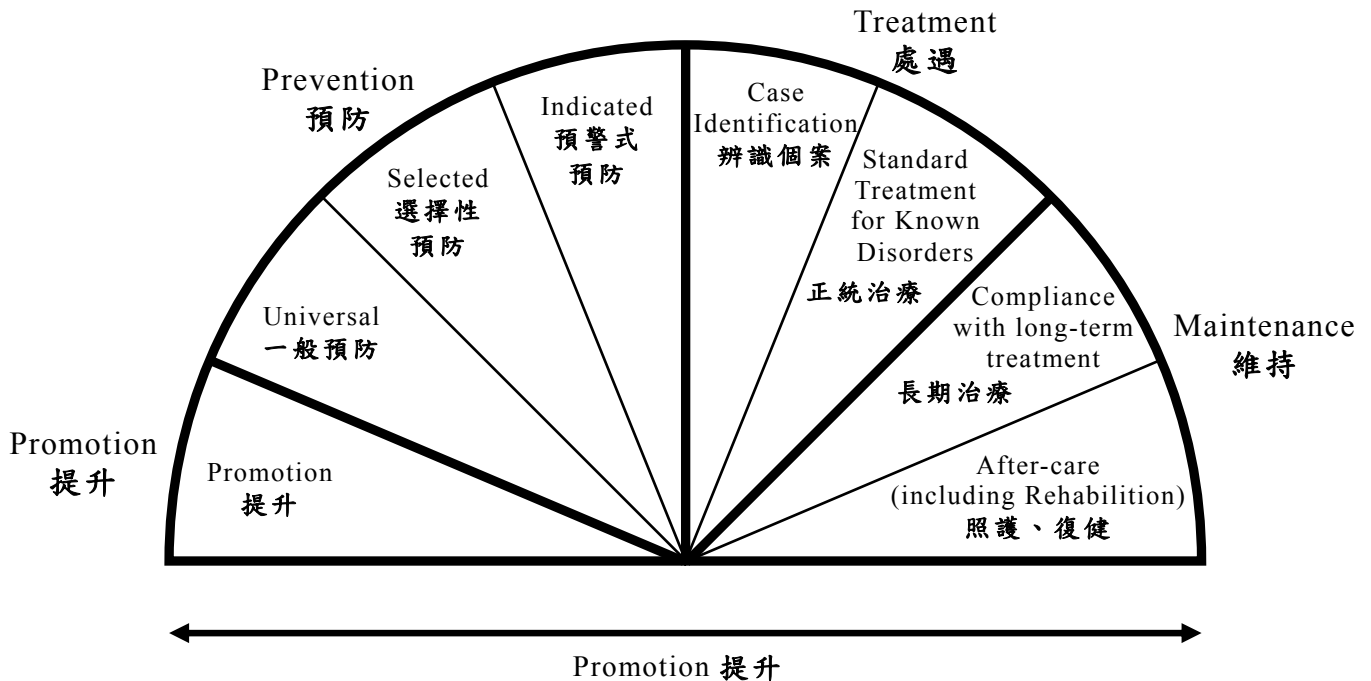 Treatment
處遇
Prevention
預防
Case
Identification
辨識個案
Indicated
預警式
預防
Standard
Treatment
for Known
Disorders
正統治療
Selected
選擇性
預防
Compliance
with long-term
treatment
長期治療
Universal
一般預防
Maintenance
維持
Promotion
提升
Promotion
提升
After-care
(including Rehabilition)
照護、復健
Promotion 提升